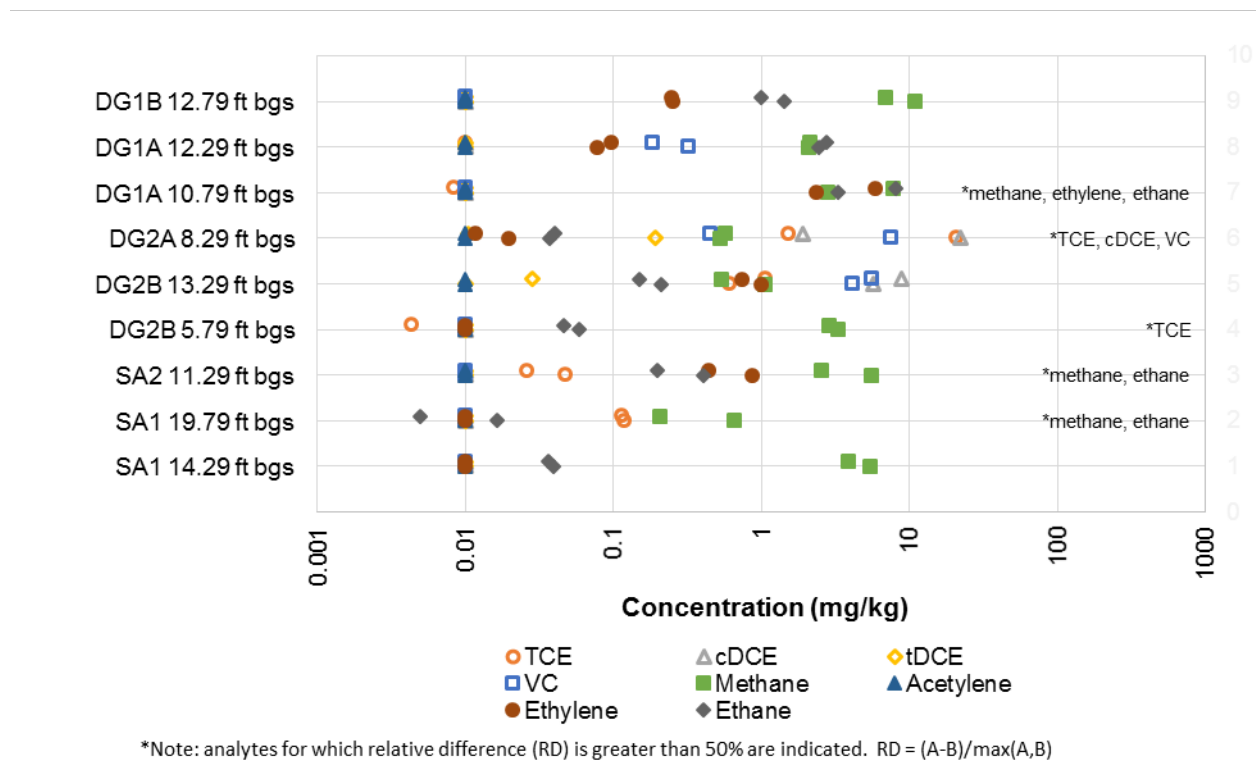 10
DG1B 12.79 ft bgs 9
DG1A 12.29 ft bgs 8
DG1A 10.79 ft bgs *methane, ethylene, ethane 7
DG2A 8.29 ft bgs *TCE, cDCE, VC 6
DG2B 13.29 ft bgs 5
DG2B 5.79 ft bgs *TCE 4
SA2 11.29 ft bgs *methane, ethane 3
SA1 19.79 ft bgs *methane, ethane 2
SA1 14.29 ft bgs 1
0
0.001 0.01 0.1 1 10 100 1000
Concentration (mg/kg)
TCE cDCE tDCE
VC Methane Acetylene
Ethylene Ethane
*Note: analytes for which relative difference (RD) is greater than 50% are indicated. RD = (A-B)/max(A,B)